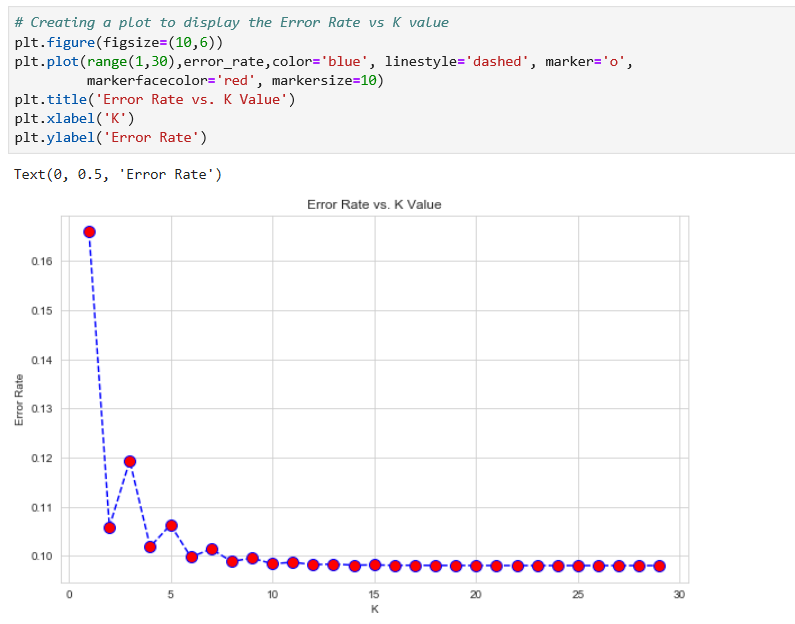 # Creating a plot to display the Error Rate vs K value
plt.figure(figsize=(10,6))
plt.plot(range(1,30),error_rate,color='blue', linestyle='dashed', marker='o',
         markerfacecolor='red', markersize=10)
plt.title('Error Rate vs. K Value')
plt.xlabel('K')
plt.ylabel('Error Rate')
Text(0, 0.5, 'Error Rate')
Error Rate vs. K Value
0.16
0.15
0.14
0.13
0.12
0.11
0.10
Error Rate
0 5 10 15 20 25 30
K